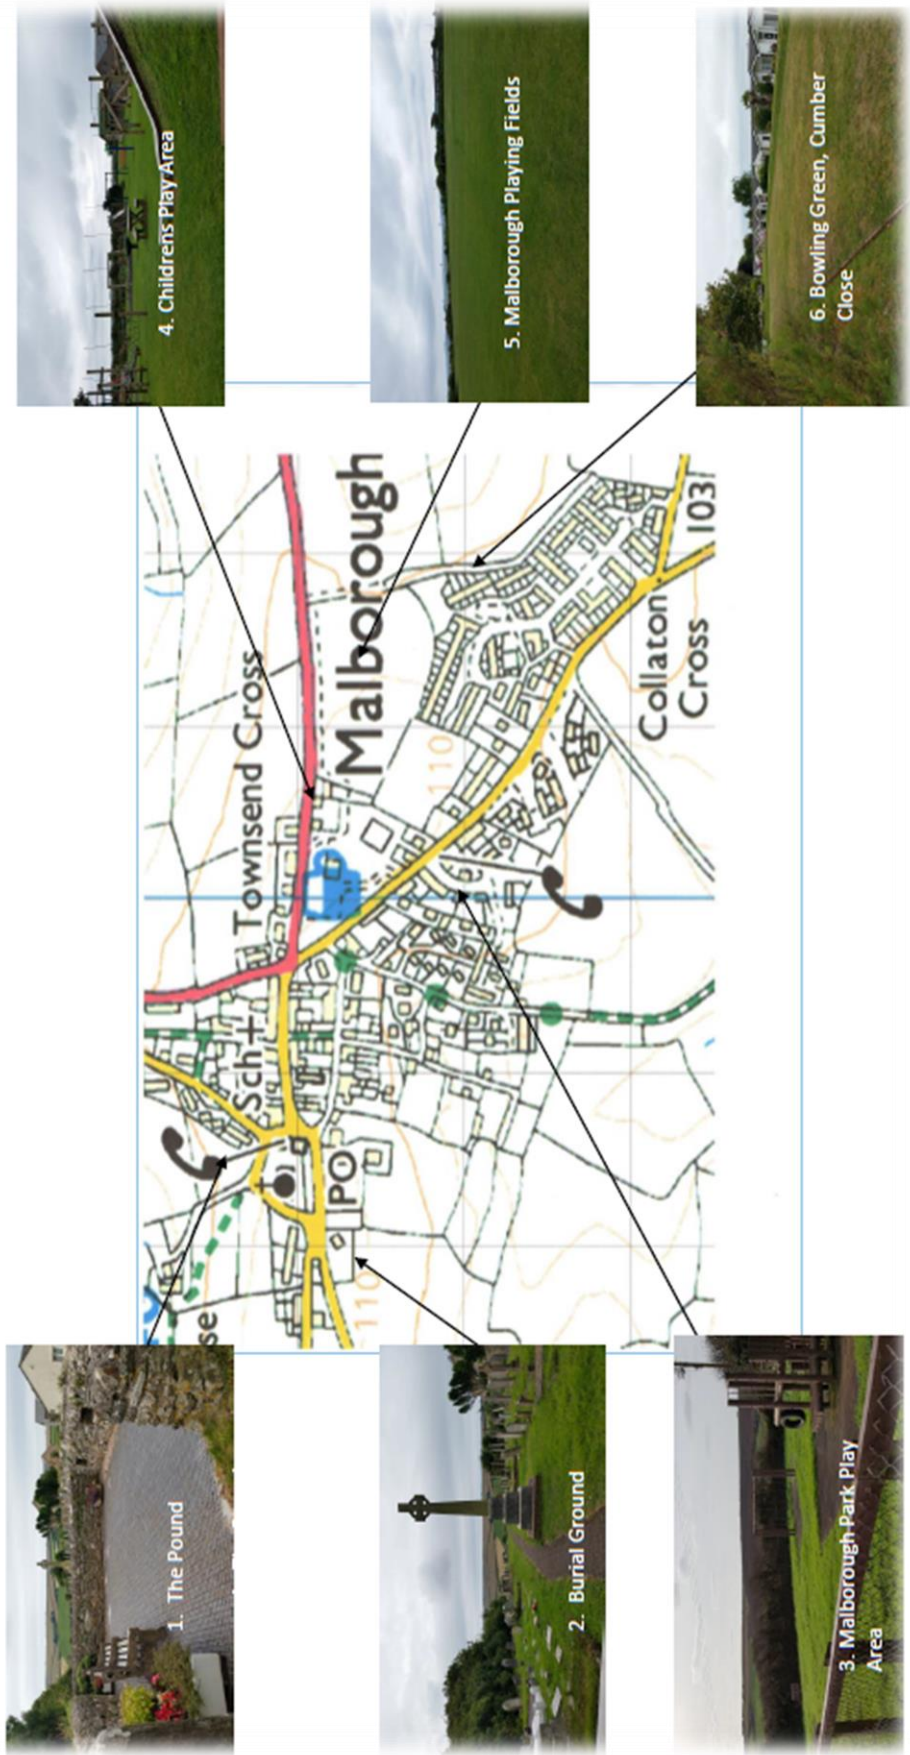 1. The Pound
2. Burial Ground
3. Malborough Park Play
Area
4. Childrens Play Area
5. Malborough Playing Fields
6. Bowling Green, Cumber
Close
se
Sch
Townsend Cross
PO
Malborough
110
110
Collaton
Cross
103